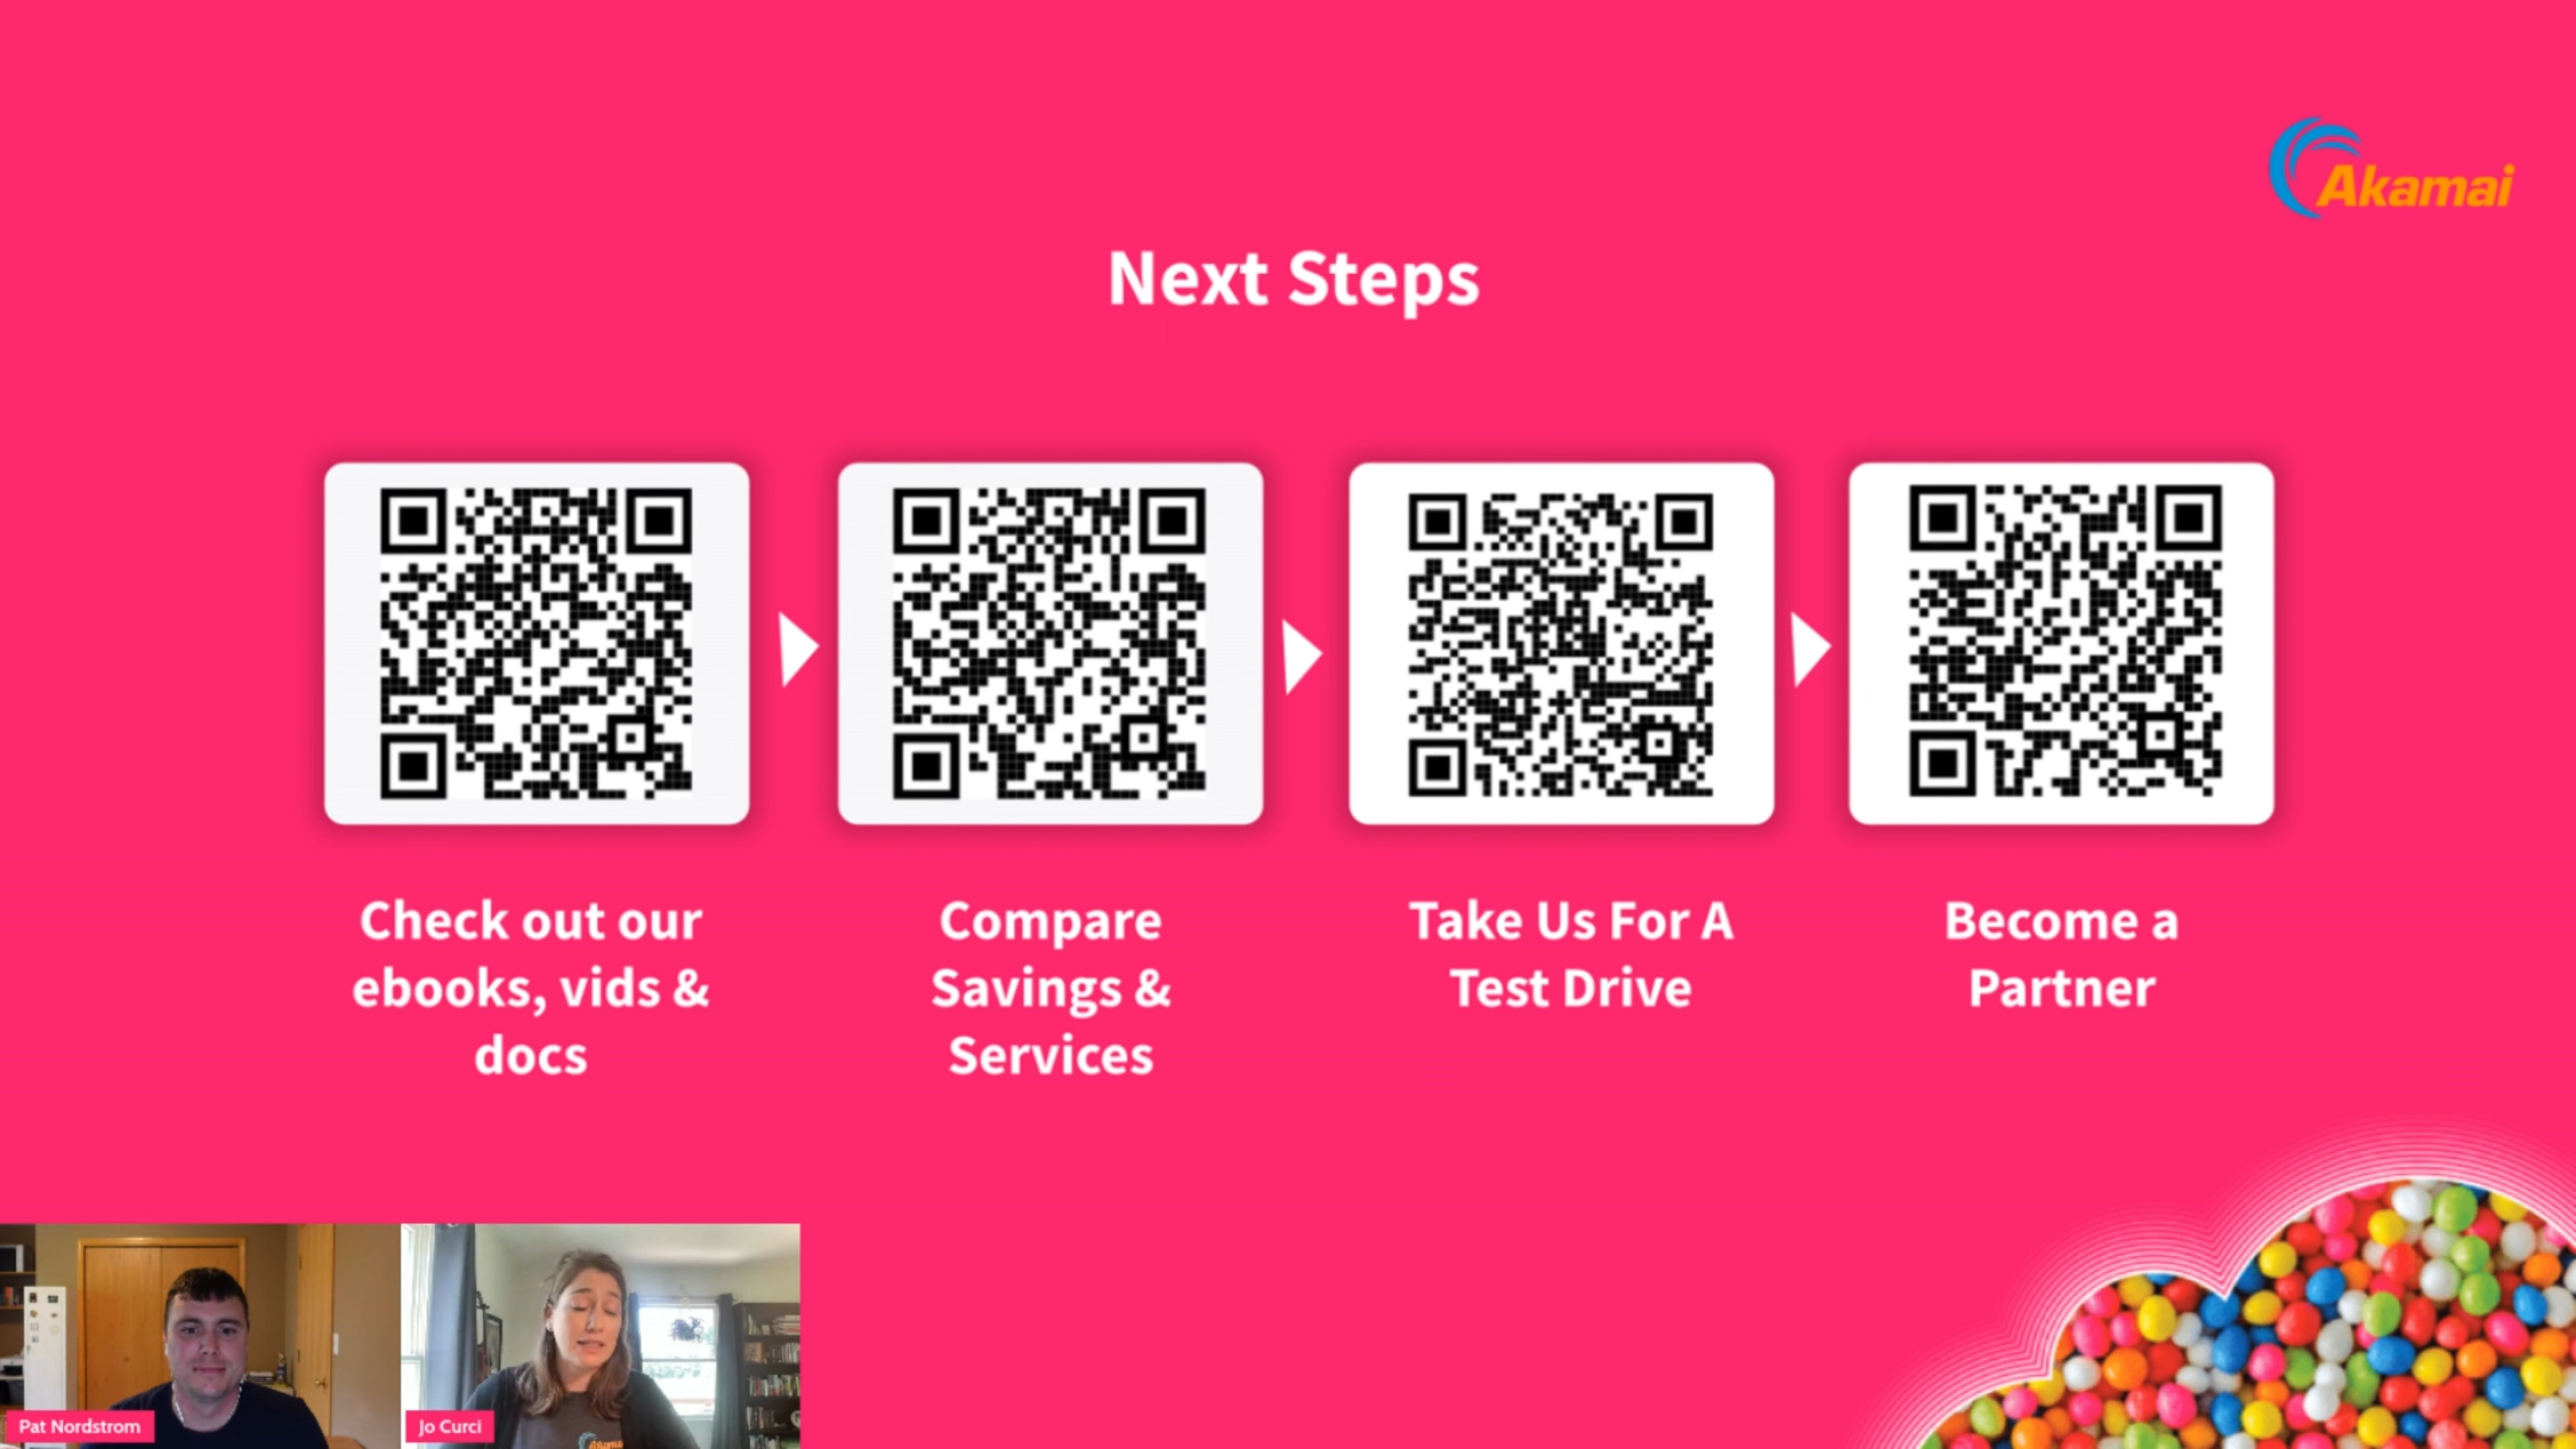 Akamai
Next Steps
Check out our
ebooks, vids &
docs
Compare
Savings &
Services
Take Us For A
Test Drive
Become a
Partner
Pat Nordstrom
Jo Curci
Akamai